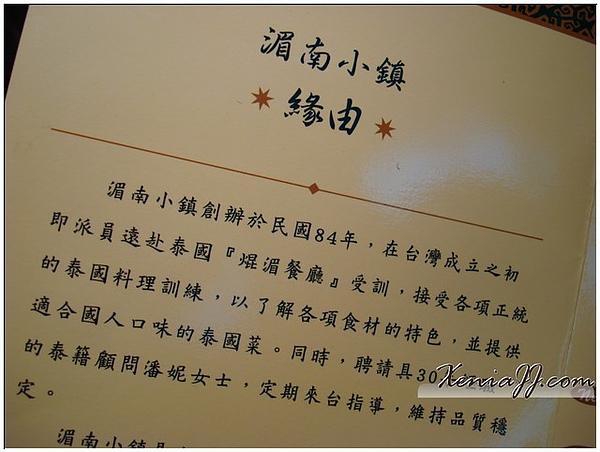 湄南小鎮
緣由
湄南小鎮創辦於民國84年，在台灣成立之初
即派員遠赴泰國『焜湄餐廳』受訓，接受各項正統
的泰國料理訓練，以了解各項食材的特色，並提供
適合國人口味的泰國菜。同時，聘請具30
的泰籍顧問潘妮女士，定期來台指導，維持品質穩
定。
湄南小鎮
XeniaJJ.com